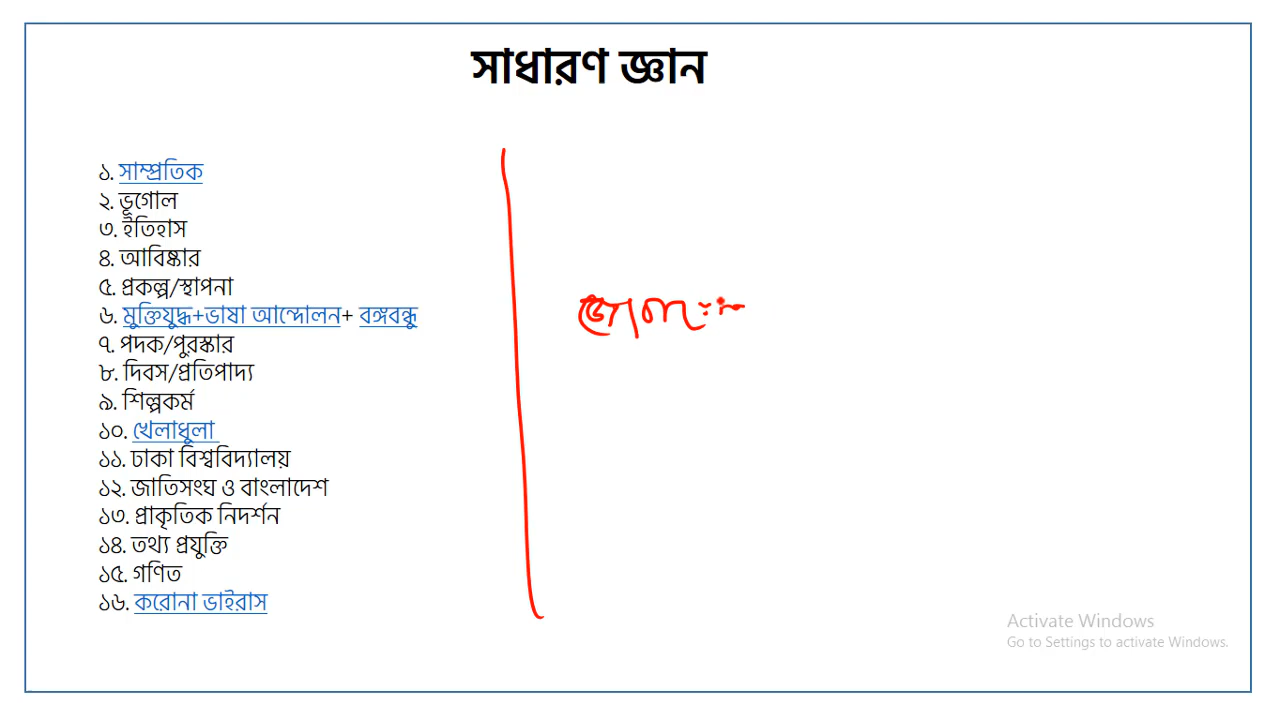 সাধারণ জ্ঞান
১. সাম্প্রতিক
২. ভূগোল
৩. ইতিহাস
৪. আবিষ্কার
৫. প্রকল্প/স্থাপনা
৬. মুক্তিযুদ্ধ+ভাষা আন্দোলন+ বঙ্গবন্ধু
৭. পদক/পুরস্কার
৮. দিবস/প্রতিপাদ্য
৯. শিল্পকর্ম
১০. খেলাধুলা
১১. ঢাকা বিশ্ববিদ্যালয়
১২. জাতিসংঘ ও বাংলাদেশ
১৩. প্রাকৃতিক নিদর্শন
১৪. তথ্য প্রযুক্তি
১৫. গণিত
১৬. করোনা ভাইরাস
Activate Windows
Go to Settings to activate Windows.